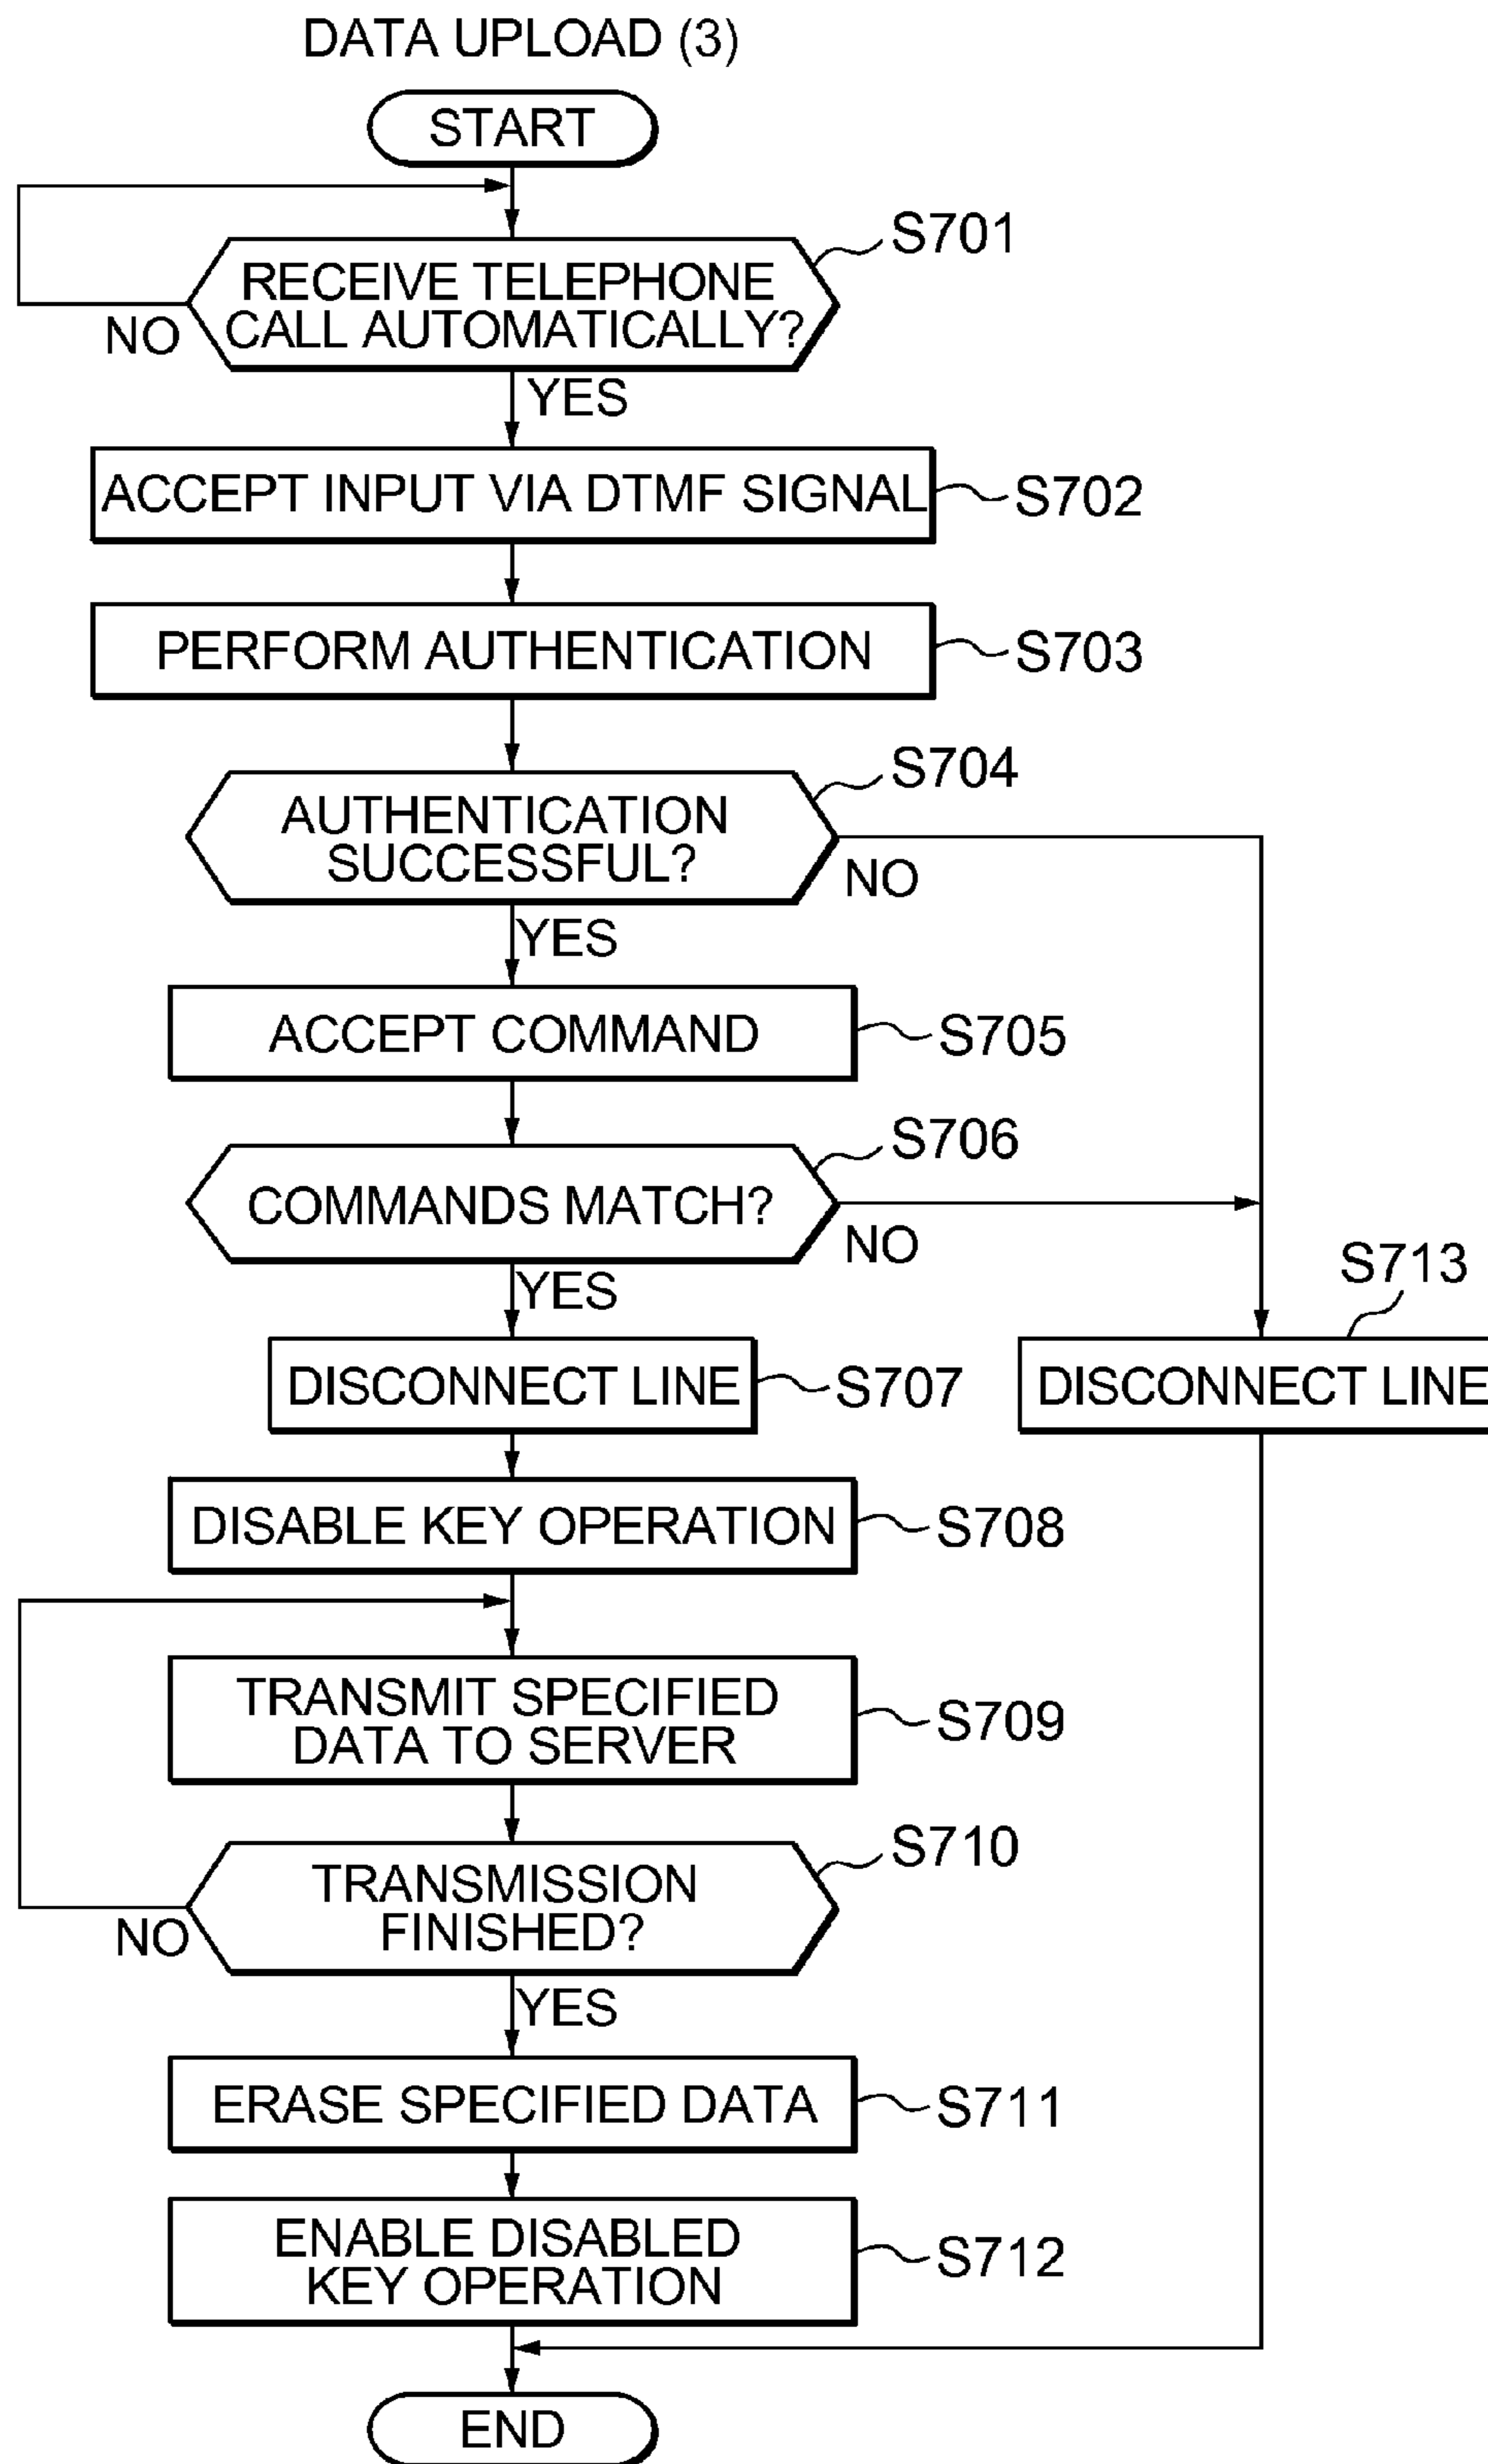 DATA UPLOAD (3)
START
S701
RECEIVE TELEPHONE
CALL AUTOMATICALLY?
NO
YES
ACCEPT INPUT VIA DTMF SIGNAL
S702
PERFORM AUTHENTICATION
S703
S704
AUTHENTICATION
SUCCESSFUL?
NO
YES
ACCEPT COMMAND
S705
S706
COMMANDS MATCH?
NO
YES
S713
DISCONNECT LINE
S707
DISCONNECT LINE
DISABLE KEY OPERATION
S708
TRANSMIT SPECIFIED
DATA TO SERVER
S709
S710
TRANSMISSION
FINISHED?
NO
YES
ERASE SPECIFIED DATA
S711
ENABLE DISABLED
KEY OPERATION
S712
END